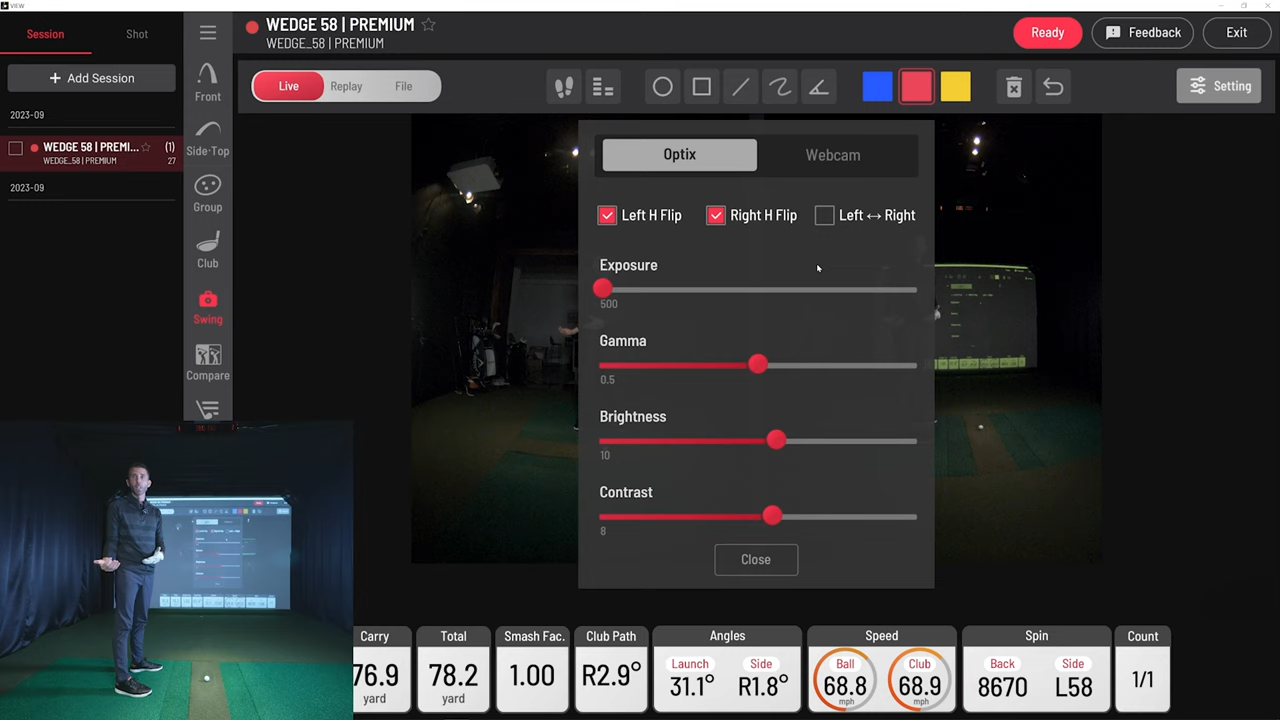 VIEW
Session
Shot
Add Session
2023-09
WEDGE 58 | PREMI... (1)
WEDGE_58 | PREMIUM 27
2023-09
Front
Side-Top
Group
Club
Swing
Compare
WEDGE 58 | PREMIUM
WEDGE_58 | PREMIUM
Ready
Feedback
Exit
Live
Replay
File
Setting
Optix
Webcam
Left H Flip
Right H Flip
Left ↔ Right
Exposure
500
Gamma
0.5
Brightness
10
Contrast
8
Close
Carry
76.9
yard
Total
78.2
yard
Smash Fac.
1.00
Club Path
R2.9°
Angles
Launch
31.1°
Side
R1.8°
Speed
Ball
68.8
mph
Club
68.9
mph
Spin
Back
8670
Side
L58
Count
1/1